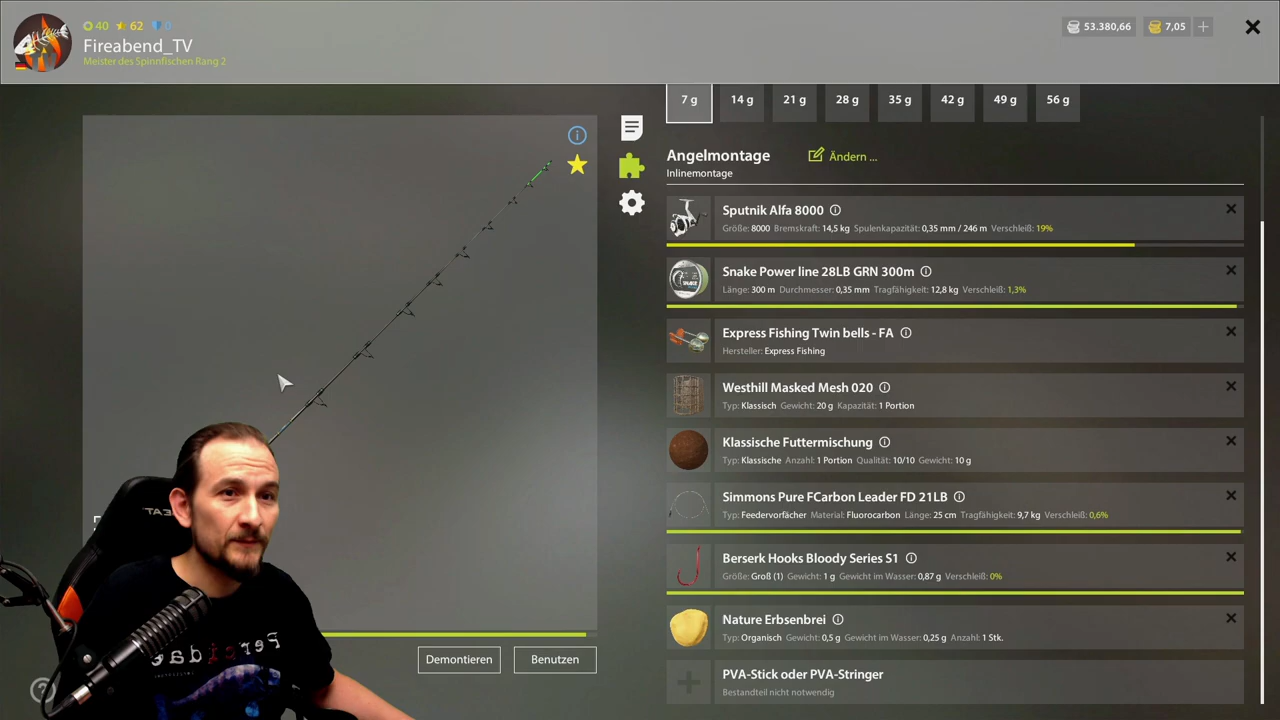 40 62 0
Fireabend_TV
Meister des Spinnfischen Rang 2
53.380,66
7,05
7 g 14 g 21 g 28 g 35 g 42 g 49 g 56 g
Angelmontage
Ändern ...
Inlinemontage
Sputnik Alfa 8000
Größe: 8000 Bremskraft: 14,5 kg Spulenkapazität: 0,35 mm / 246 m Verschleiß: 19%
Snake Power line 28LB GRN 300m
Länge: 300 m Durchmesser: 0,35 mm Tragfähigkeit: 12,8 kg Verschleiß: 1,3%
Express Fishing Twin bells - FA
Hersteller: Express Fishing
Westhill Masked Mesh 020
Typ: Klassisch Gewicht: 20 g Kapazität: 1 Portion
Klassische Futtermischung
Typ: Klassische Anzahl: 1 Portion Qualität: 10/10 Gewicht: 10 g
Simmons Pure FCarbon Leader FD 21LB
Typ: Feedervorfächer Material: Fluorocarbon Länge: 25 cm Tragfähigkeit: 9,7 kg Verschleiß: 0,6%
Berserk Hooks Bloody Series S1
Größe: Groß (1) Gewicht: 1 g Gewicht im Wasser: 0,87 g Verschleiß: 0%
Nature Erbsenbrei
Typ: Organisch Gewicht: 0,5 g Gewicht im Wasser: 0,25 g Anzahl: 1 Stk.
PVA-Stick oder PVA-Stringer
Bestandteil nicht notwendig
Demontieren
Benutzen